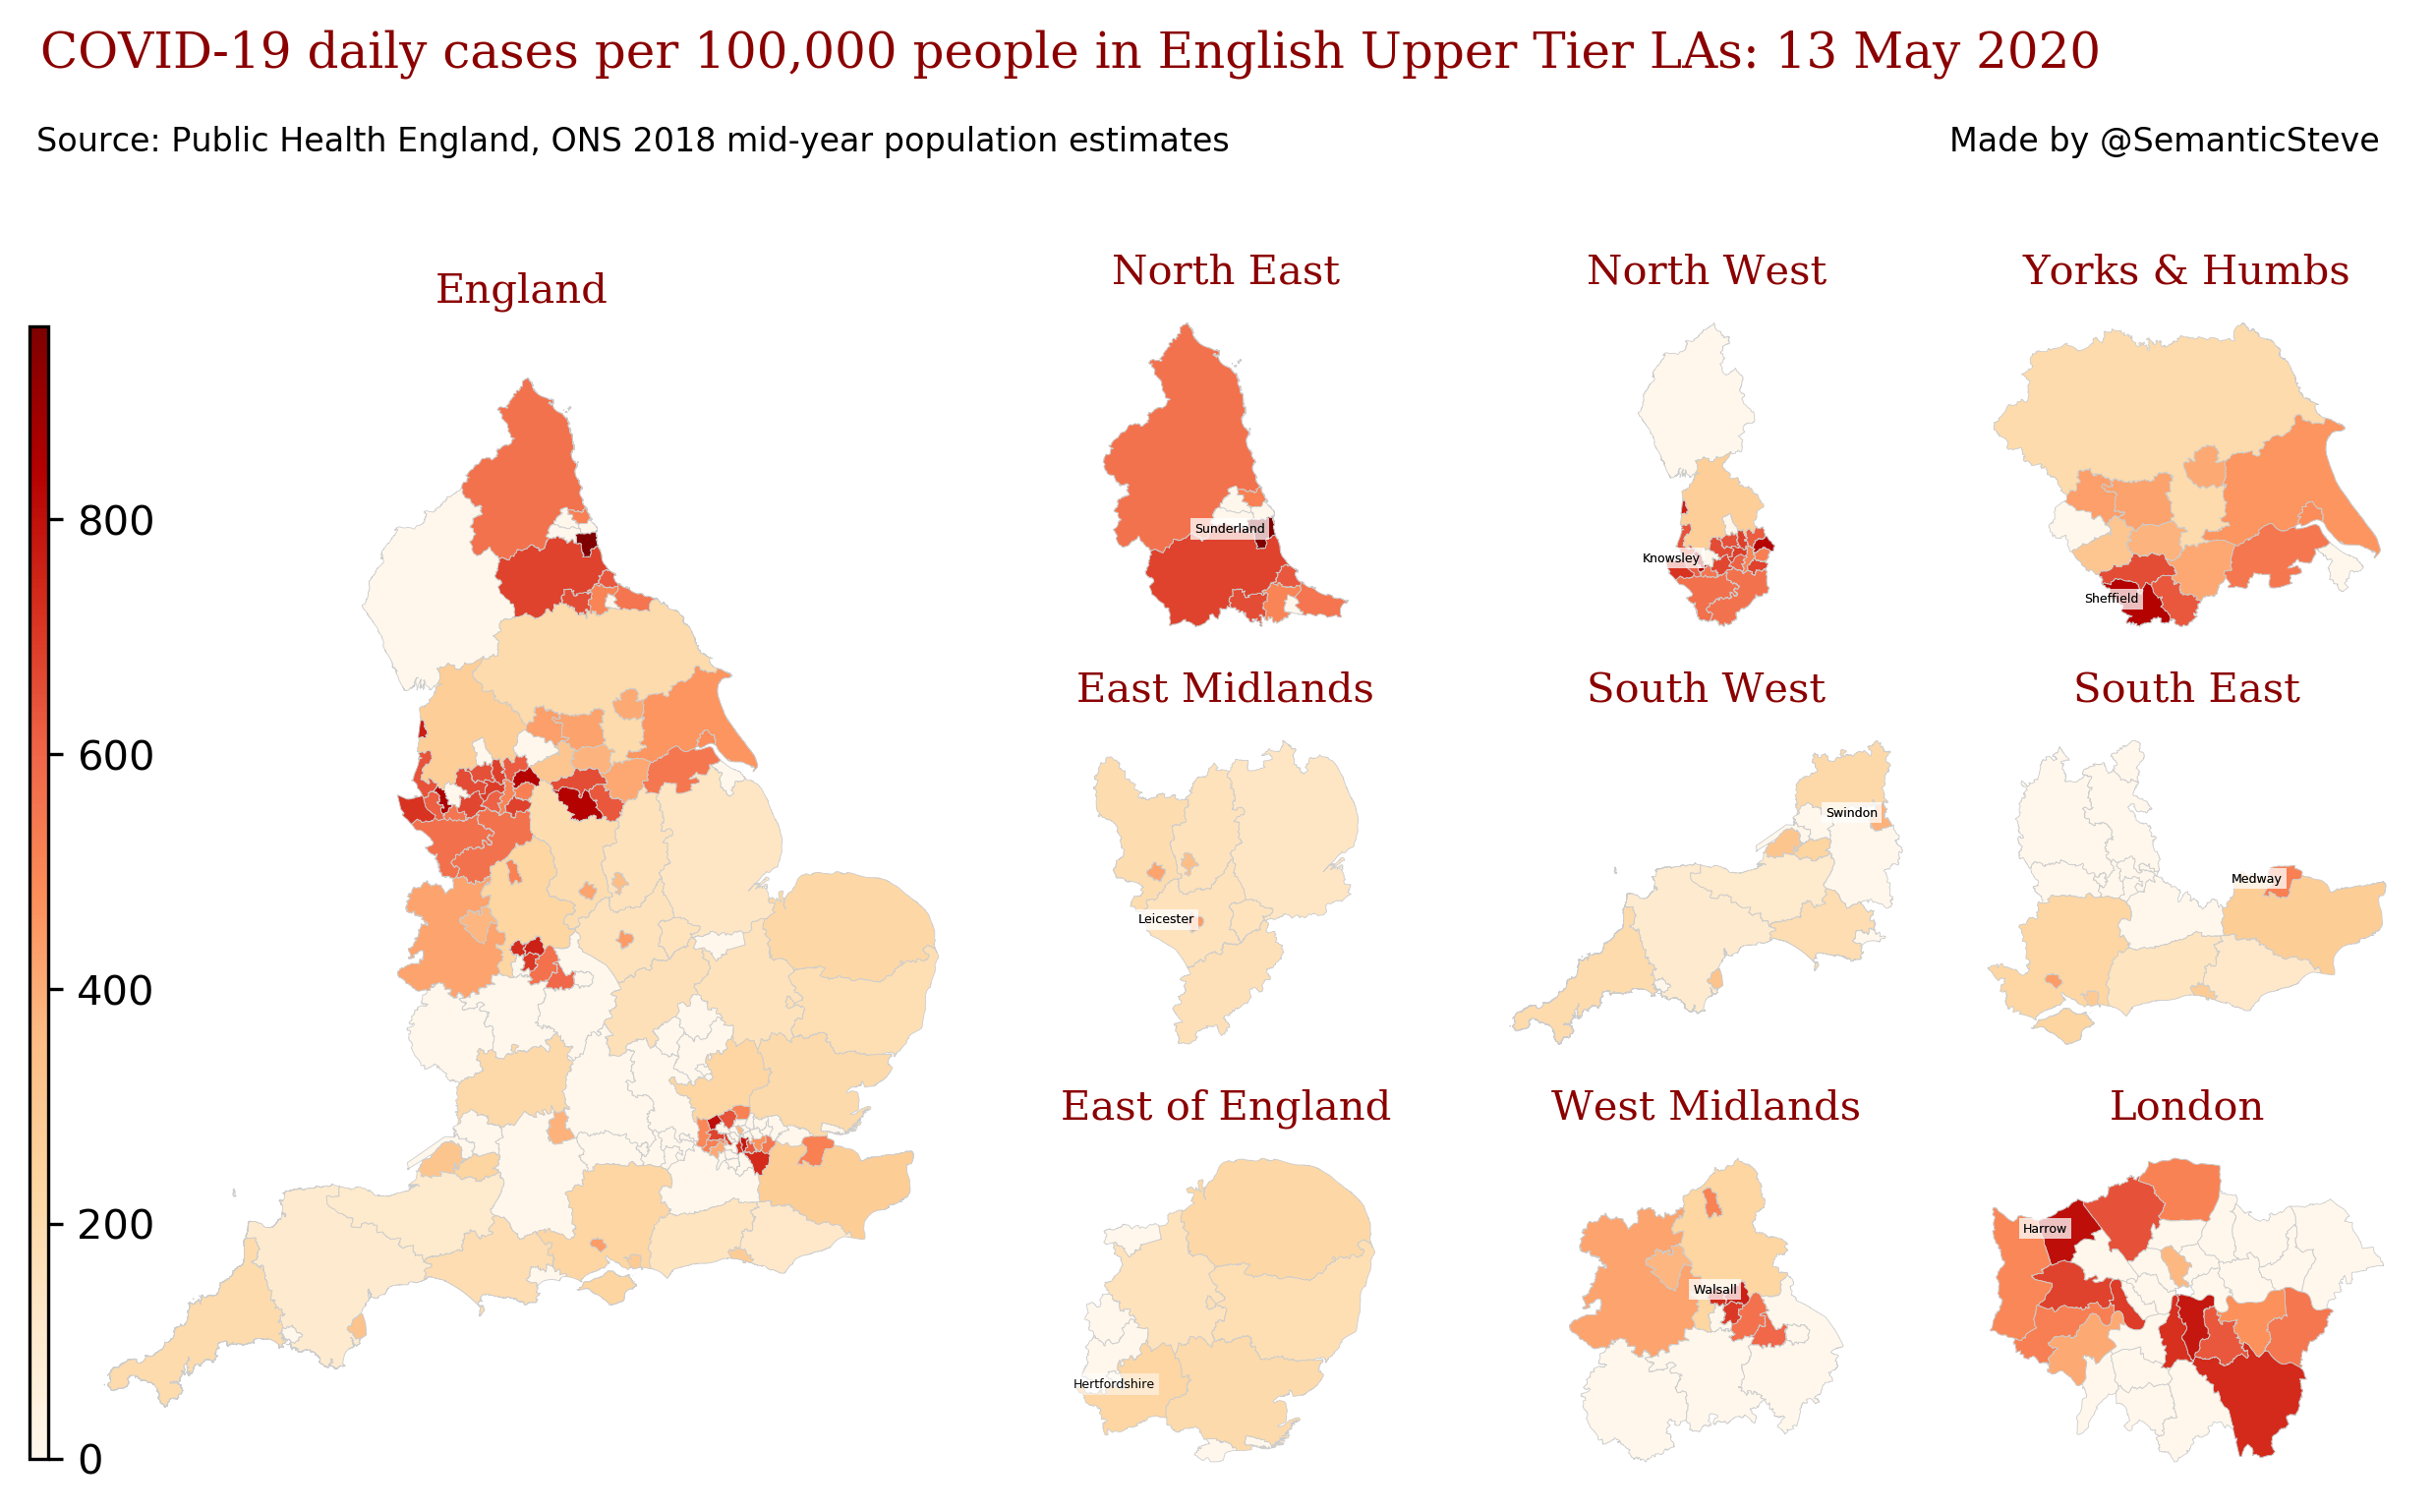 COVID-19 daily cases per 100,000 people in English Upper Tier LAs: 13 May 2020
Source: Public Health England, ONS 2018 mid-year population estimates
Made by @SemanticSteve
England
800
600
400
200
0
North East
Sunderland
North West
Knowsley
Yorks & Humbs
Sheffield
East Midlands
Leicester
South West
Swindon
South East
Medway
East of England
Hertfordshire
West Midlands
Walsall
London
Harrow